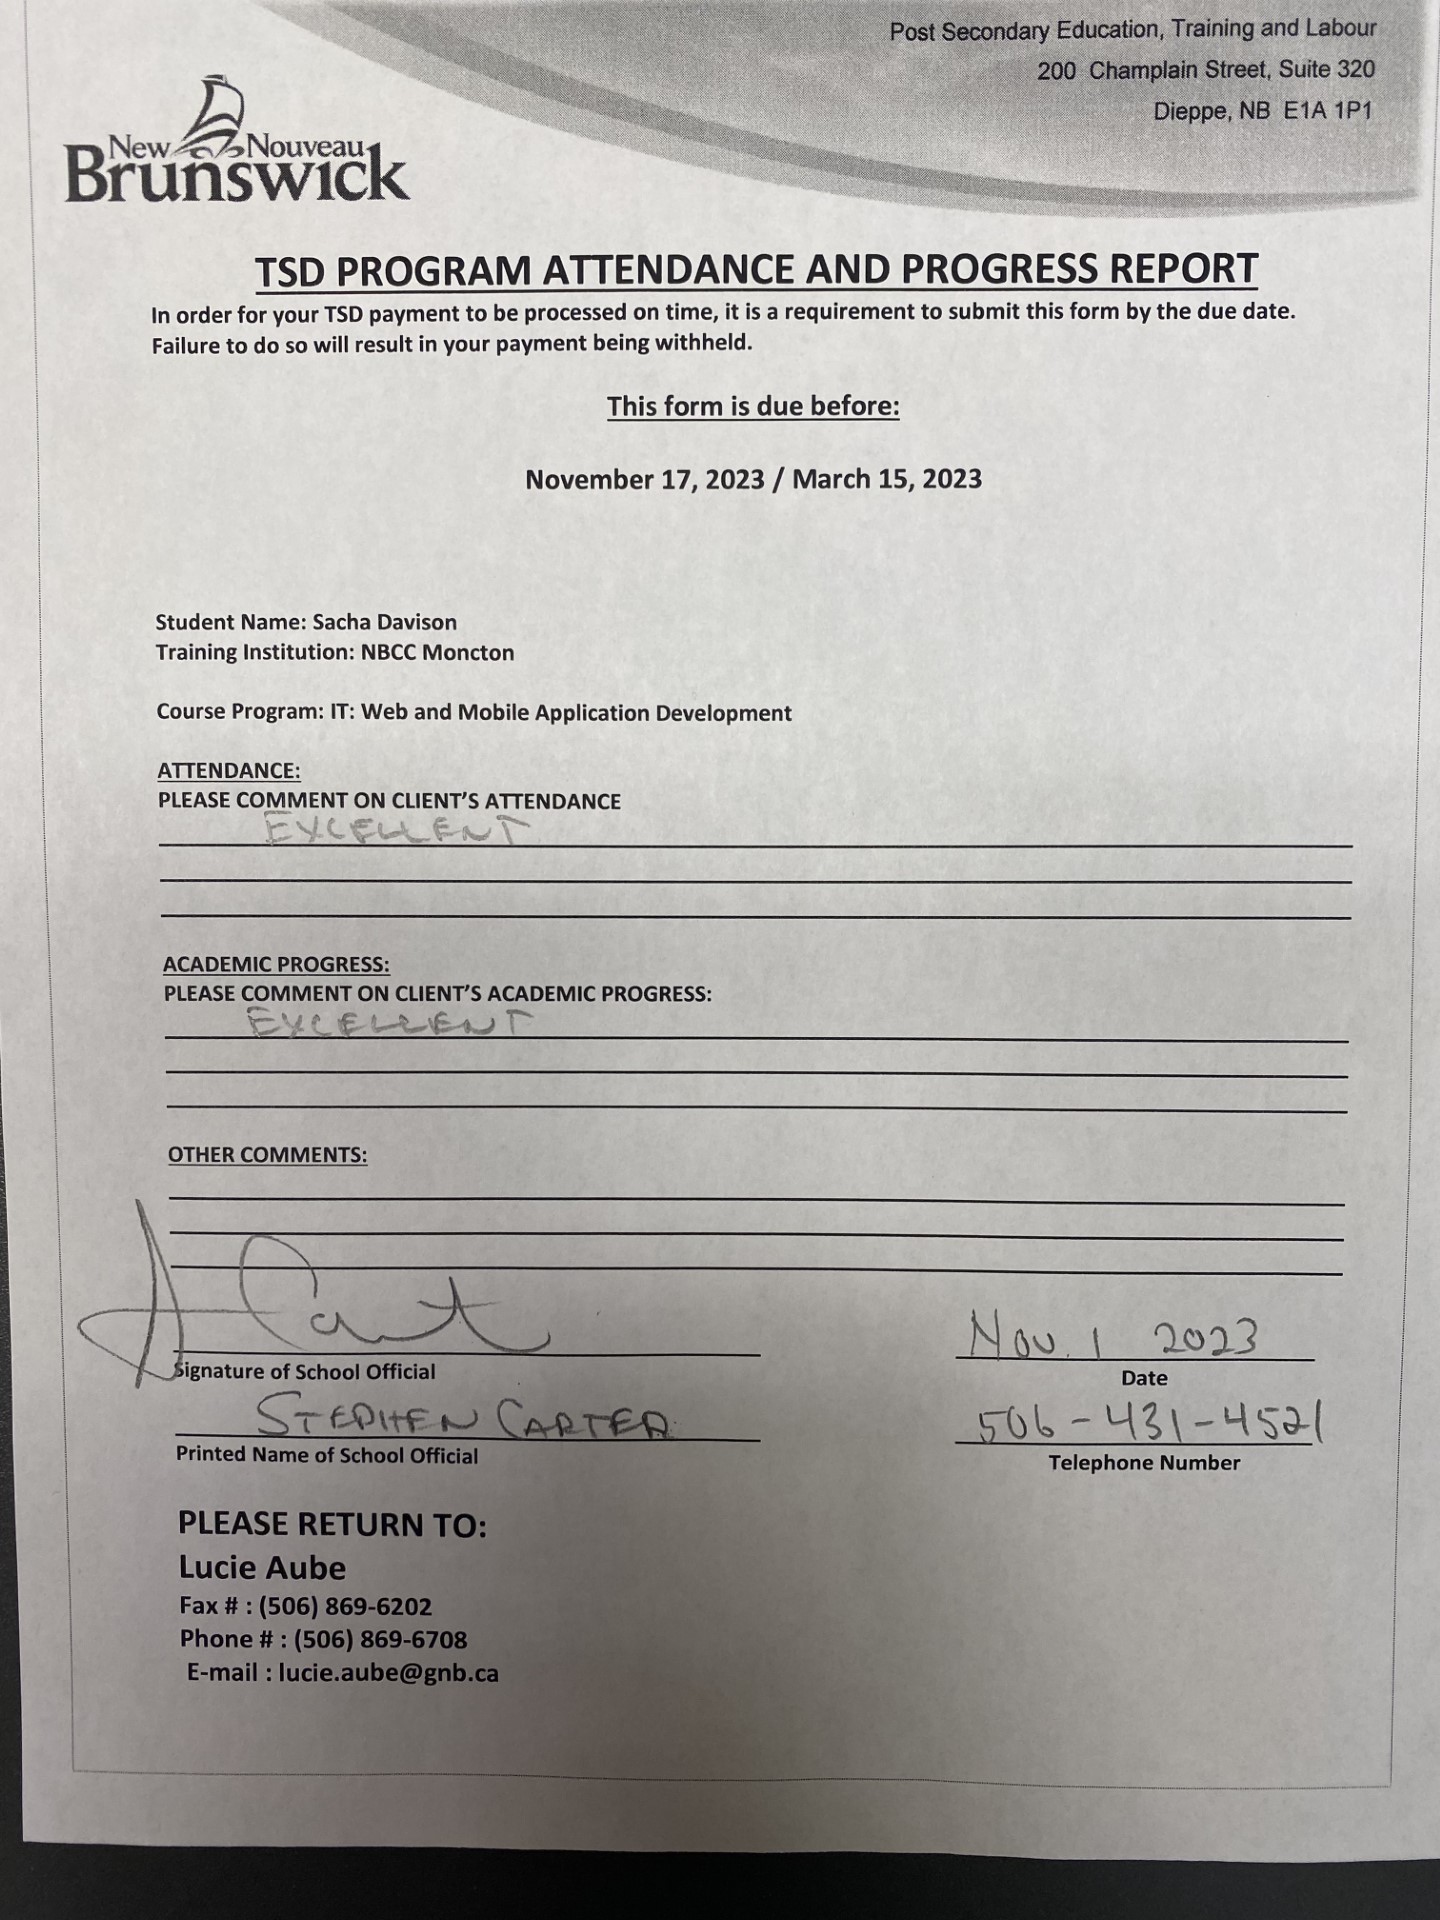 Post Secondary Education, Training and Labour
200 Champlain Street, Suite 320
Dieppe, NB E1A 1P1
New Nouveau
Brunswick
TSD PROGRAM ATTENDANCE AND PROGRESS REPORT
In order for your TSD payment to be processed on time, it is a requirement to submit this form by the due date.
Failure to do so will result in your payment being withheld.
This form is due before:
November 17, 2023 / March 15, 2023
Student Name: Sacha Davison
Training Institution: NBCC Moncton
Course Program: IT: Web and Mobile Application Development
ATTENDANCE:
PLEASE COMMENT ON CLIENT'S ATTENDANCE
EXCELLENT
ACADEMIC PROGRESS:
PLEASE COMMENT ON CLIENT'S ACADEMIC PROGRESS:
EXCELLENT
OTHER COMMENTS:
Nov. 1 2023
Signature of School Official Date
STEPHEN CARTER 506-431-4521
Printed Name of School Official Telephone Number
PLEASE RETURN TO:
Lucie Aube
Fax # : (506) 869-6202
Phone # : (506) 869-6708
E-mail : lucie.aube@gnb.ca